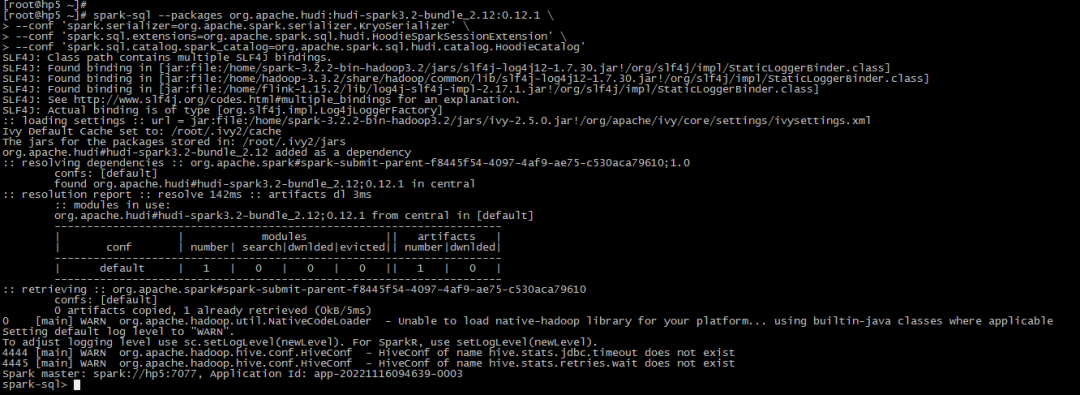 [root@hp5 ~]#
[root@hp5 ~]# spark-sql --packages org.apache.hudi:hudi-spark3.2-bundle_2.12:0.12.1 \
> --conf 'spark.serializer=org.apache.spark.serializer.KryoSerializer' \
> --conf 'spark.sql.extensions=org.apache.spark.sql.hudi.HoodieSparkSessionExtension' \
> --conf 'spark.sql.catalog.spark_catalog=org.apache.spark.sql.hudi.catalog.HoodieCatalog'
SLF4J: Class path contains multiple SLF4J bindings.
SLF4J: Found binding in [jar:file:/home/spark-3.2.2-bin-hadoop3.2/jars/slf4j-log4j12-1.7.30.jar!/org/slf4j/impl/StaticLoggerBinder.class]
SLF4J: Found binding in [jar:file:/home/hadoop-3.3.2/share/hadoop/common/lib/slf4j-log4j12-1.7.30.jar!/org/slf4j/impl/StaticLoggerBinder.class]
SLF4J: Found binding in [jar:file:/home/flink-1.15.2/lib/log4j-slf4j-impl-2.17.1.jar!/org/slf4j/impl/StaticLoggerBinder.class]
SLF4J: See http://www.slf4j.org/codes.html#multiple_bindings for an explanation.
SLF4J: Actual binding is of type [org.slf4j.impl.Log4jLoggerFactory]
:: loading settings :: url = jar:file:/home/spark-3.2.2-bin-hadoop3.2/jars/ivy-2.5.0.jar!/org/apache/ivy/core/settings/ivysettings.xml
Ivy Default Cache set to: /root/.ivy2/cache
The jars for the packages stored in: /root/.ivy2/jars
org.apache.hudi#hudi-spark3.2-bundle_2.12 added as a dependency
:: resolving dependencies :: org.apache.spark#spark-submit-parent-f8445f54-4097-4af9-ae75-c530aca79610;1.0
confs: [default]
found org.apache.hudi#hudi-spark3.2-bundle_2.12;0.12.1 in central
:: resolution report :: resolve 142ms :: artifacts dl 3ms
:: modules in use:
org.apache.hudi#hudi-spark3.2-bundle_2.12;0.12.1 from central in [default]
---------------------------------------------------------------------
| | modules || artifacts |
| conf | number| search|dwnlded|evicted|| number|dwnlded|
---------------------------------------------------------------------
| default | 1 | 0 | 0 | 0 || 1 | 0 |
---------------------------------------------------------------------
:: retrieving :: org.apache.spark#spark-submit-parent-f8445f54-4097-4af9-ae75-c530aca79610
confs: [default]
0 artifacts copied, 1 already retrieved (0kB/5ms)
0 [main] WARN org.apache.hadoop.util.NativeCodeLoader - Unable to load native-hadoop library for your platform... using builtin-java classes where applicable
Setting default log level to "WARN".
To adjust logging level use sc.setLogLevel(newLevel). For SparkR, use setLogLevel(newLevel).
4444 [main] WARN org.apache.hadoop.hive.conf.HiveConf - HiveConf of name hive.stats.jdbc.timeout does not exist
4445 [main] WARN org.apache.hadoop.hive.conf.HiveConf - HiveConf of name hive.stats.retries.wait does not exist
Spark master: spark://hp5:7077, Application Id: app-20221116094639-0003
spark-sql>